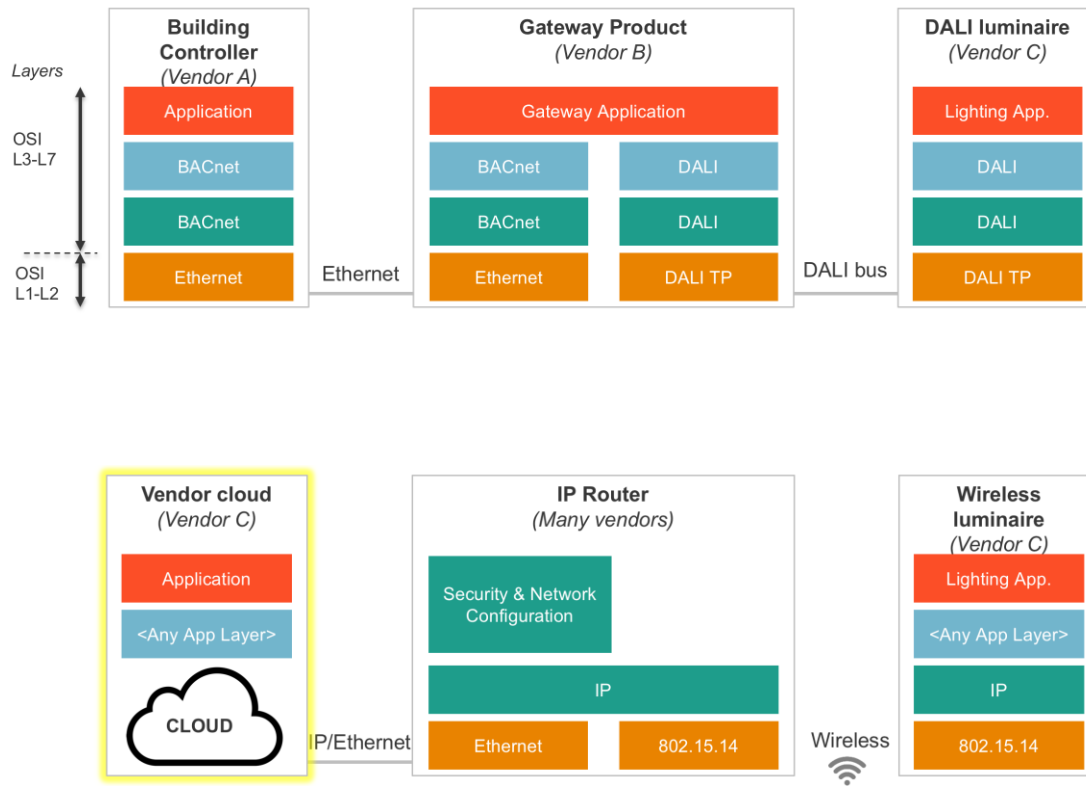 Building
Controller
(Vendor A)
Gateway Product
(Vendor B)
DALI luminaire
(Vendor C)
Layers
OSI
L3-L7
OSI
L1-L2
Application
BACnet
BACnet
Ethernet
Ethernet
Gateway Application
BACnet
DALI
BACnet
DALI
Ethernet
DALI TP
DALI bus
Lighting App.
DALI
DALI
DALI TP
Vendor cloud
(Vendor C)
Application
<Any App Layer>
CLOUD
IP/Ethernet
IP Router
(Many vendors)
Security & Network
Configuration
IP
Ethernet
802.15.14
Wireless
Wireless
luminaire
(Vendor C)
Lighting App.
<Any App Layer>
IP
802.15.14